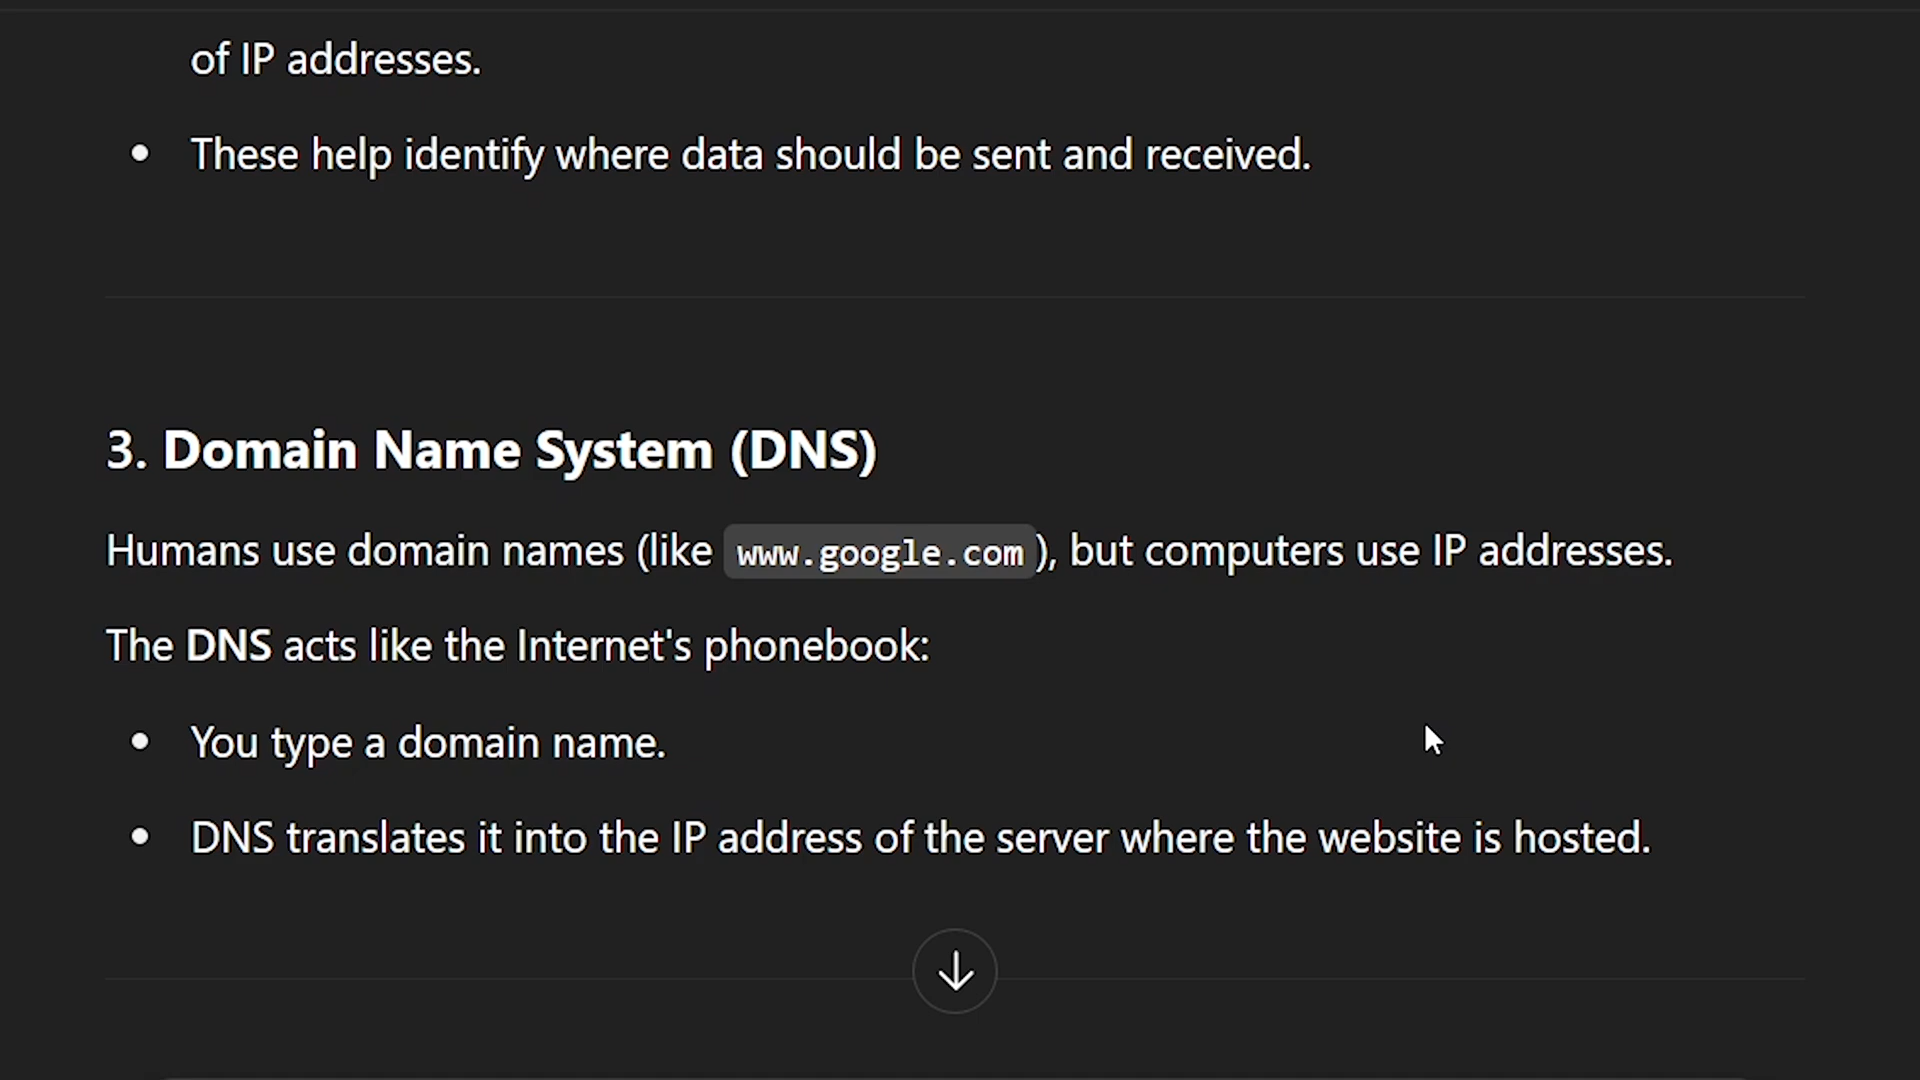 of IP addresses.
These help identify where data should be sent and received.
3. Domain Name System (DNS)
Humans use domain names (like www.google.com), but computers use IP addresses.
The DNS acts like the Internet's phonebook:
You type a domain name.
DNS translates it into the IP address of the server where the website is hosted.